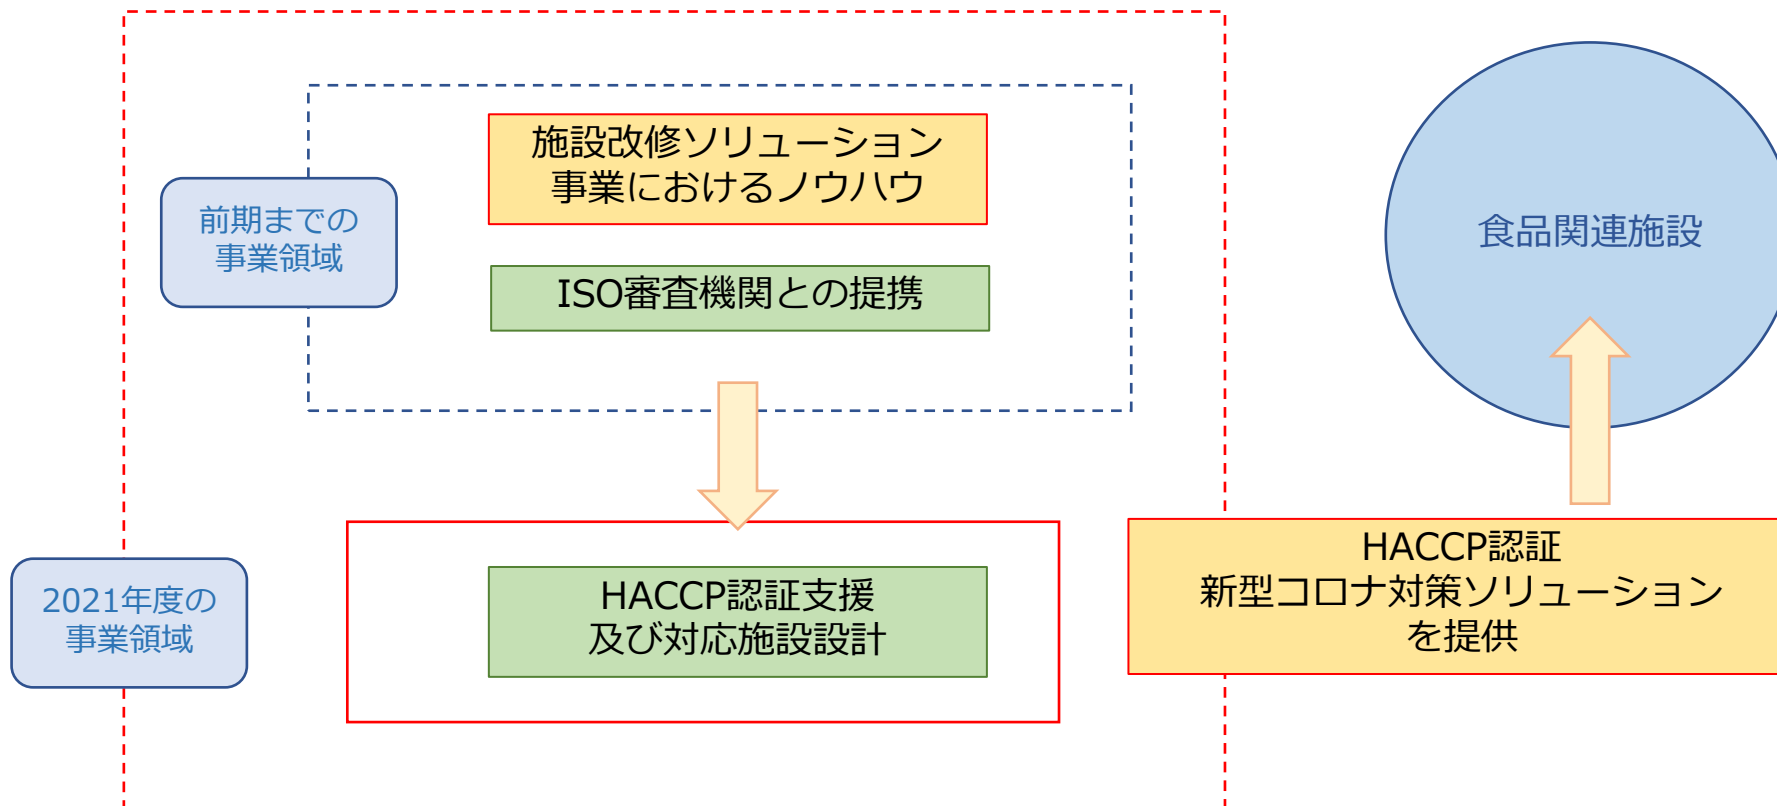 施設改修ソリューション
事業におけるノウハウ
前期までの
事業領域
ISO審査機関との提携
食品関連施設
2021年度の
事業領域
HACCP認証支援
及び対応施設設計
HACCP認証
新型コロナ対策ソリューション
を提供